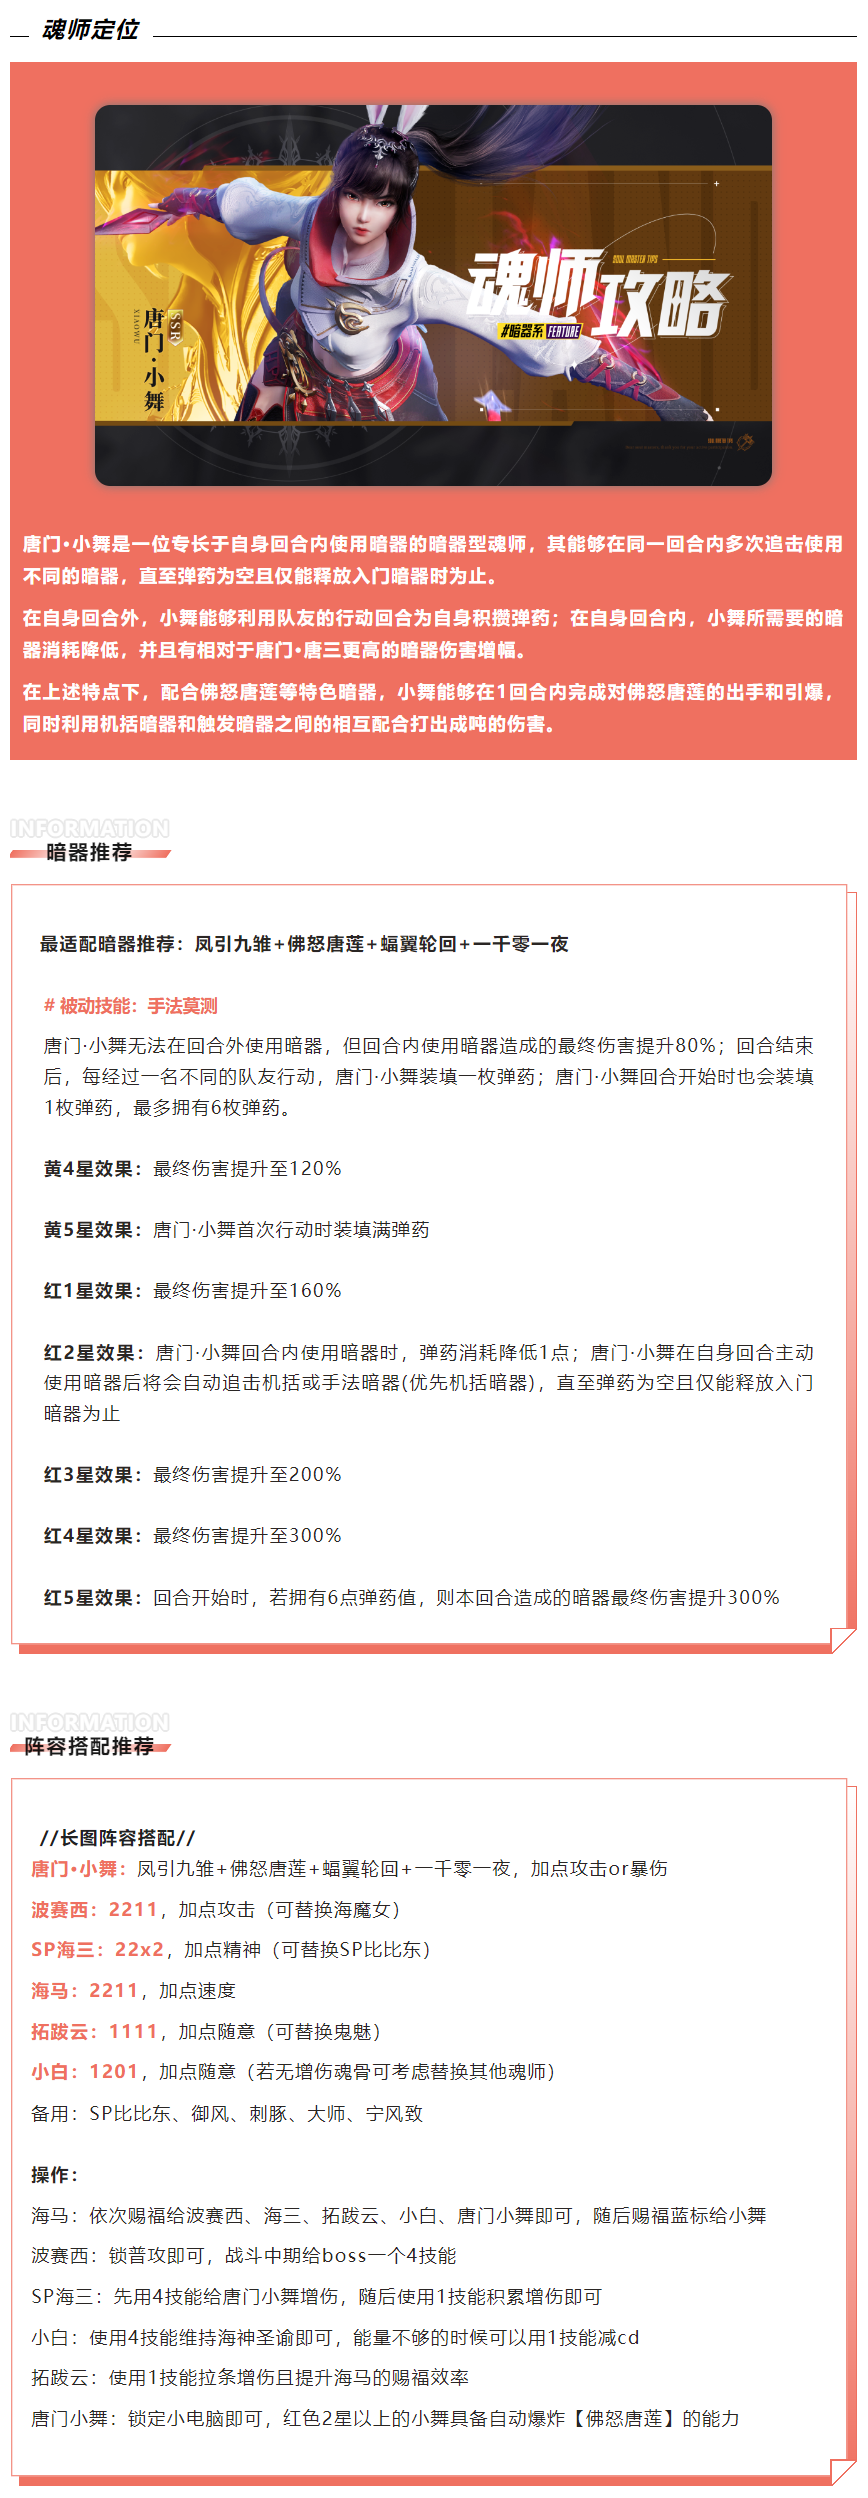 魂师定位
魂师攻略
SOUL MASTER TIPS
#暗器系 FEATURE
SSR
唐门·小舞
XIAOWU
唐门•小舞是一位专长于自身回合内使用暗器的暗器型魂师，其能够在同一回合内多次追击使用
不同的暗器，直至弹药为空且仅能释放入门暗器时为止。
在自身回合外，小舞能够利用队友的行动回合为自身积攒弹药；在自身回合内，小舞所需要的暗
器消耗降低，并且有相对于唐门•唐三更高的暗器伤害增幅。
在上述特点下，配合佛怒唐莲等特色暗器，小舞能够在1回合内完成对佛怒唐莲的出手和引爆，
同时利用机括暗器和触发暗器之间的相互配合打出成吨的伤害。
INFORMATION
暗器推荐
最适配暗器推荐：凤引九雏+佛怒唐莲+蝠翼轮回+一千零一夜
# 被动技能：手法莫测
唐门·小舞无法在回合外使用暗器，但回合内使用暗器造成的最终伤害提升80%；回合结束
后，每经过一名不同的队友行动，唐门·小舞装填一枚弹药；唐门·小舞回合开始时也会装填
1枚弹药，最多拥有6枚弹药。
黄4星效果：最终伤害提升至120%
黄5星效果：唐门·小舞首次行动时装填满弹药
红1星效果：最终伤害提升至160%
红2星效果：唐门·小舞回合内使用暗器时，弹药消耗降低1点；唐门·小舞在自身回合主动
使用暗器后将会自动追击机括或手法暗器(优先机括暗器)，直至弹药为空且仅能释放入门
暗器为止
红3星效果：最终伤害提升至200%
红4星效果：最终伤害提升至300%
红5星效果：回合开始时，若拥有6点弹药值，则本回合造成的暗器最终伤害提升300%
INFORMATION
阵容搭配推荐
//长图阵容搭配//
唐门•小舞：凤引九雏+佛怒唐莲+蝠翼轮回+一千零一夜，加点攻击or暴伤
波赛西：2211，加点攻击（可替换海魔女）
SP海三：22x2，加点精神（可替换SP比比东）
海马：2211，加点速度
拓跋云：1111，加点随意（可替换鬼魅）
小白：1201，加点随意（若无增伤魂骨可考虑替换其他魂师）
备用：SP比比东、御风、刺豚、大师、宁风致
操作：
海马：依次赐福给波赛西、海三、拓跋云、小白、唐门小舞即可，随后赐福蓝标给小舞
波赛西：锁普攻即可，战斗中期给boss一个4技能
SP海三：先用4技能给唐门小舞增伤，随后使用1技能积累增伤即可
小白：使用4技能维持海神圣谕即可，能量不够的时候可以用1技能减cd
拓跋云：使用1技能拉条增伤且提升海马的赐福效率
唐门小舞：锁定小电脑即可，红色2星以上的小舞具备自动爆炸【佛怒唐莲】的能力